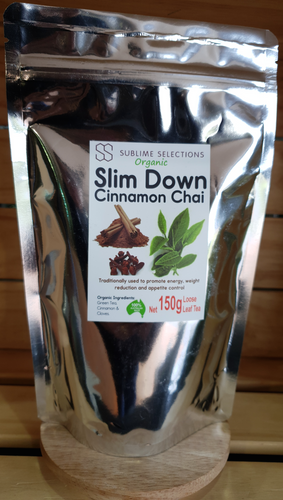 SS SUBLIME SELECTIONS
Organic
Slim Down
Cinnamon Chai
Traditionally used to promote energy, weight
reduction and appetite control
Organic Ingredients
Green Tea,
Cinnamon &
Cloves
Net 150g Loose
Leaf Tea